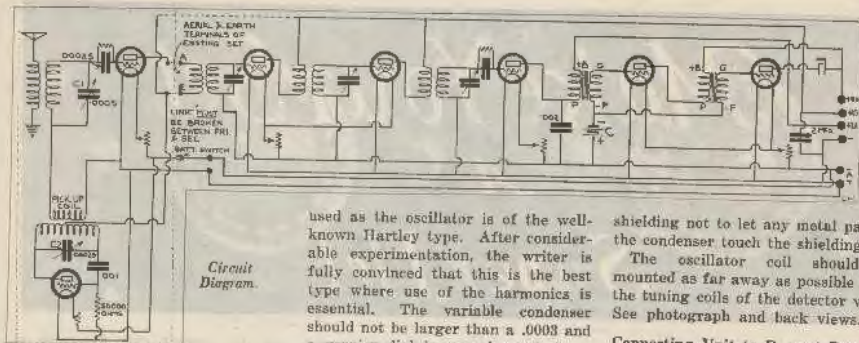 AERIAL & EARTH
TERMINALS OF
EXISTING SET
.00025
A
E
C1
.0005
LINK MUST
BE BROKEN
BETWEEN PRI.
& SEC.
BATT. SWITCH
PICK UP
COIL
C2
.00025
.001
50000
OHMS
.002
+B
G
P
-F
C
+
+B
G
P
F
2 MFD
Circuit
Diagram.
used as the oscillator is of the well-
known Hartley type. After consider-
able experimentation, the writer is
fully convinced that this is the best
type where use of the harmonics is
essential. The variable condenser
should not be larger than a .0003 and
shielding not to let any metal pa
the condenser touch the shielding
The oscillator coil should
mounted as far away as possible
the tuning coils of the detector v
See photograph and back views.